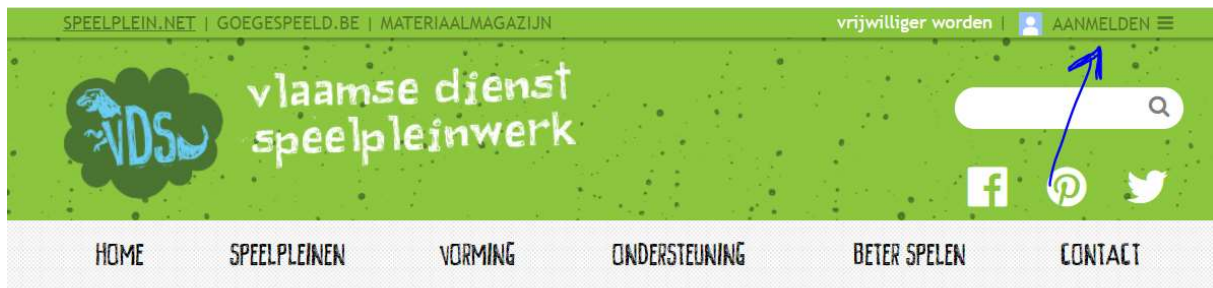 SPEELPLEIN.NET | GOEGESPEELD.BE | MATERIAALMAGAZIJN vrijwilliger worden | AANMELDEN
VDS
vlaamse dienst
speelpleinwerk
HOME SPEELPLEINEN VORMING ONDERSTEUNING BETER SPELEN CONTACT